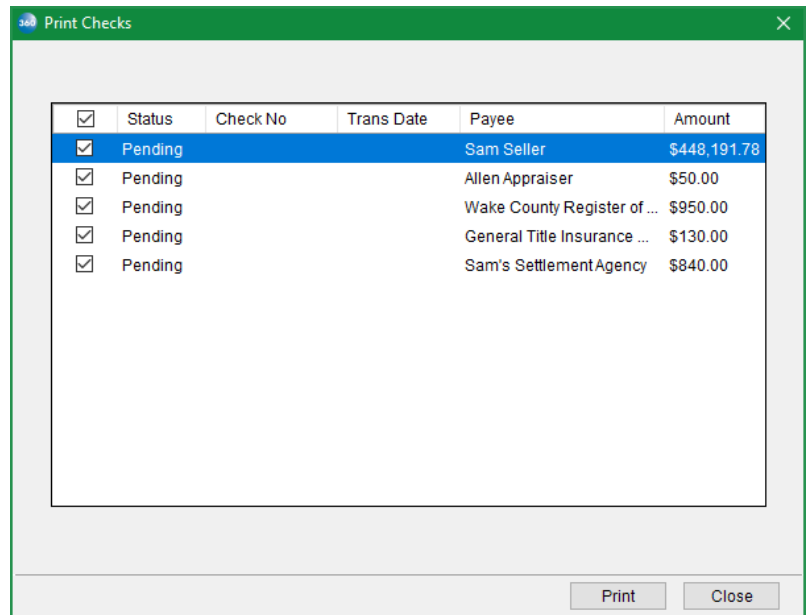 360 Print Checks
Status Check No Trans Date Payee Amount
Pending Sam Seller $448,191.78
Pending Allen Appraiser $50.00
Pending Wake County Register of ... $950.00
Pending General Title Insurance ... $130.00
Pending Sam's Settlement Agency $840.00
Print Close